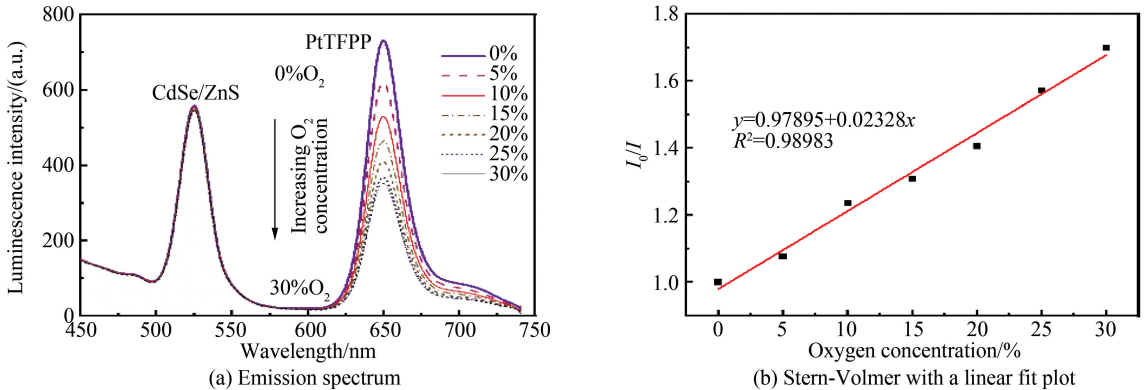 800
600
400
200
0
450
500
550
600
650
700
750
Luminescence intensity/(a.u.)
Wavelength/nm
CdSe/ZnS
PtTFPP
0%O₂
Increasing O₂
concentration
30%O₂
0%
5%
10%
15%
20%
25%
30%
(a) Emission spectrum
1.8
1.6
1.4
1.2
1.0
0
5
10
15
20
25
30
I₀/I
Oxygen concentration/%
y=0.97895+0.02328x
R²=0.98983
(b) Stern-Volmer with a linear fit plot